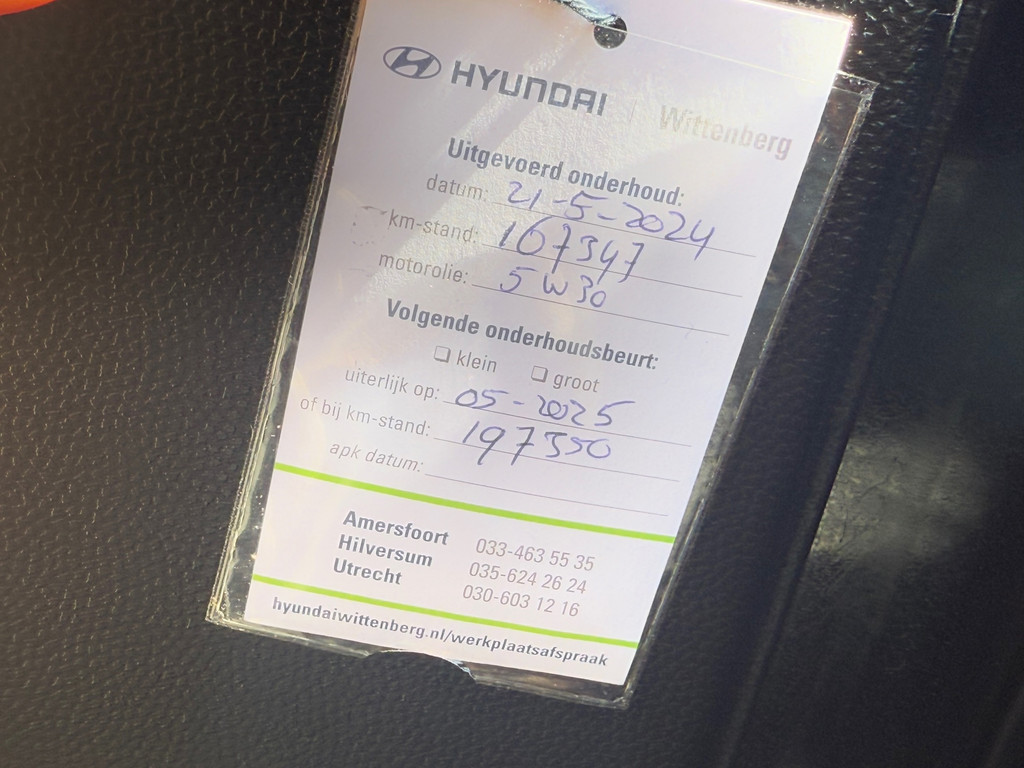 HYUNDAI | Wittenberg
Uitgevoerd onderhoud:
datum: 21-5-2024
km-stand: 167347
motorolie: 5W30
Volgende onderhoudsbeurt:
❏ klein ❏ groot
uiterlijk op: 05-2025
of bij km-stand: 197350
apk datum:
Amersfoort 033-463 55 35
Hilversum 035-624 26 24
Utrecht 030-603 12 16
hyundaiwittenberg.nl/werkplaatsafspraak